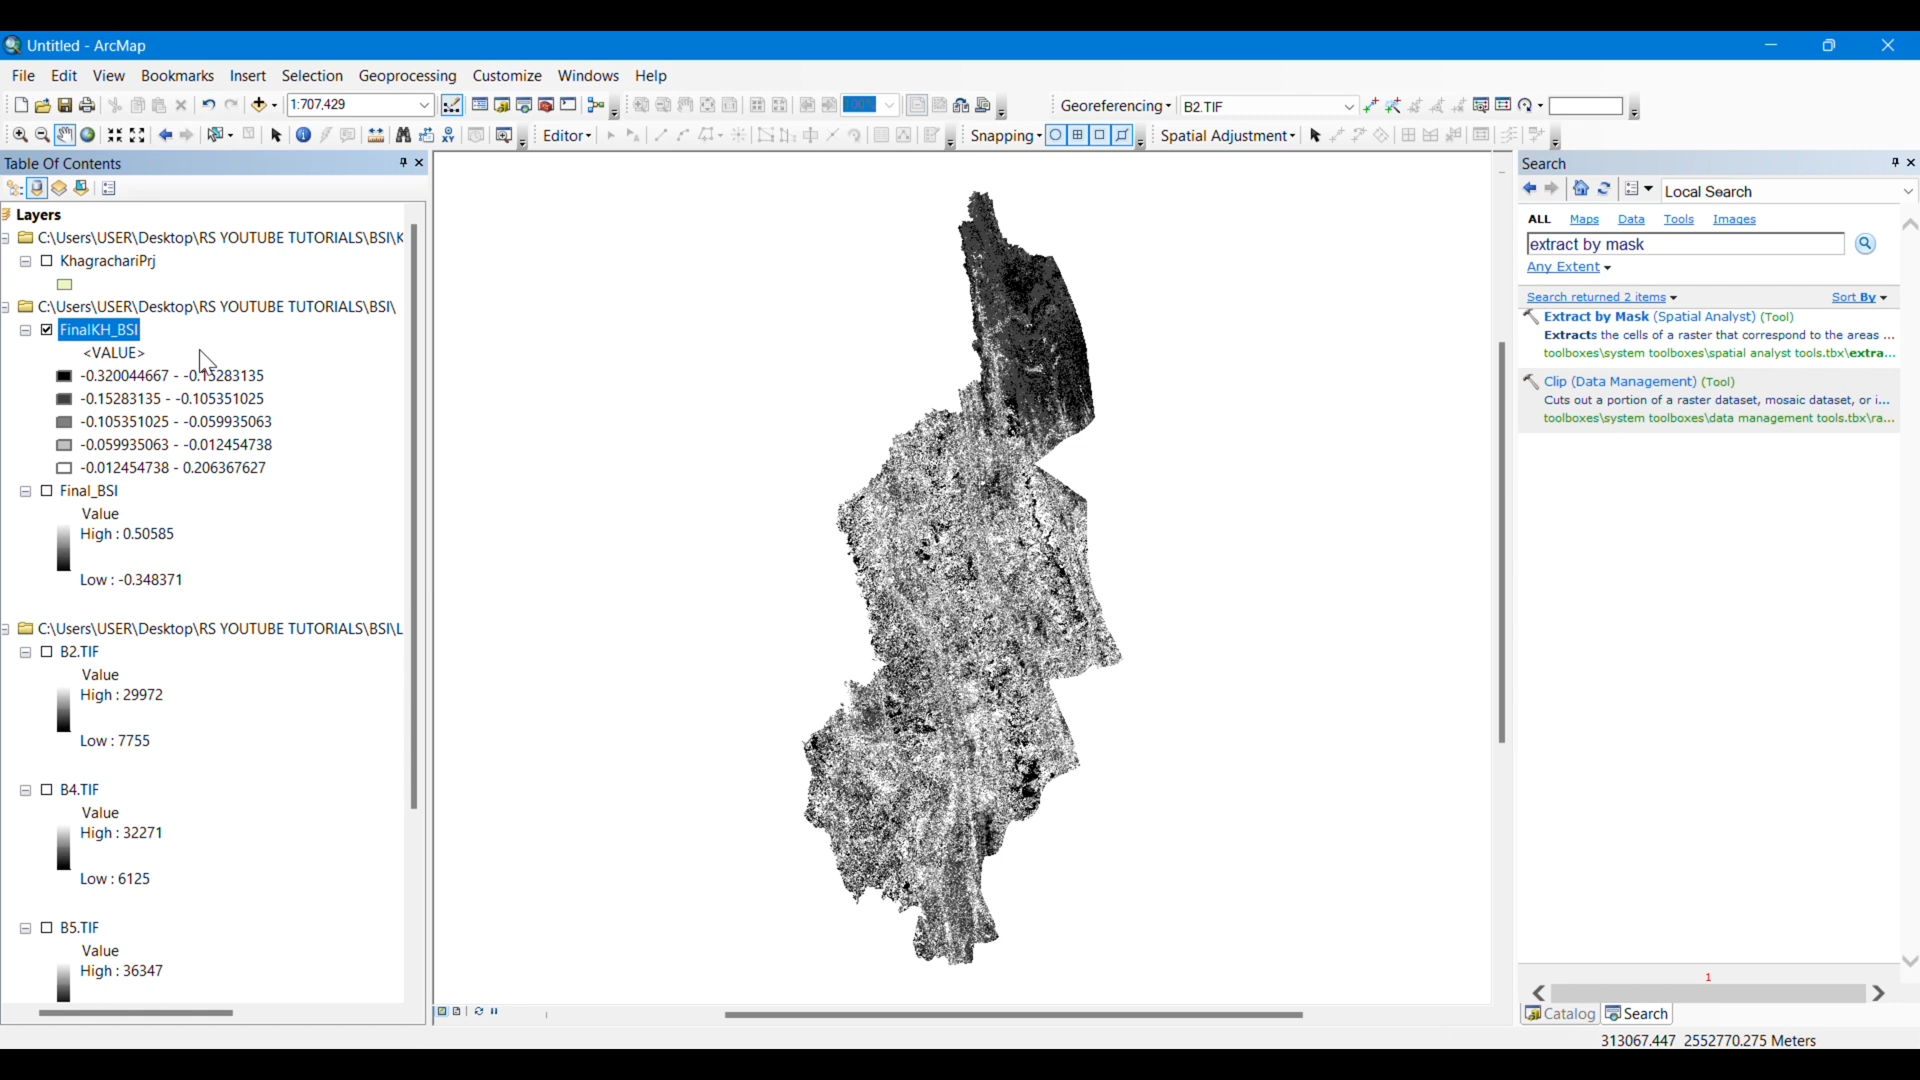 Untitled - ArcMap
File Edit View Bookmarks Insert Selection Geoprocessing Customize Windows Help
1:707,429 100% Georeferencing B2.TIF
Editor Snapping Spatial Adjustment
Table Of Contents
Layers
C:\Users\USER\Desktop\RS YOUTUBE TUTORIALS\BSI\K
KhagrachariPrj
C:\Users\USER\Desktop\RS YOUTUBE TUTORIALS\BSI\
FinalKH_BSI
<VALUE>
-0.320044667 - -0.15283135
-0.15283135 - -0.105351025
-0.105351025 - -0.059935063
-0.059935063 - -0.012454738
-0.012454738 - 0.206367627
Final_BSI
Value
High : 0.50585
Low : -0.348371
C:\Users\USER\Desktop\RS YOUTUBE TUTORIALS\BSI\L
B2.TIF
Value
High : 29972
Low : 7755
B4.TIF
Value
High : 32271
Low : 6125
B5.TIF
Value
High : 36347
Search
Local Search
ALL Maps Data Tools Images
extract by mask
Any Extent
Search returned 2 items Sort By
Extract by Mask (Spatial Analyst) (Tool)
Extracts the cells of a raster that correspond to the areas ...
toolboxes\system toolboxes\spatial analyst tools.tbx\extra...
Clip (Data Management) (Tool)
Cuts out a portion of a raster dataset, mosaic dataset, or i...
toolboxes\system toolboxes\data management tools.tbx\ra...
1
Catalog Search
313067.447 2552770.275 Meters